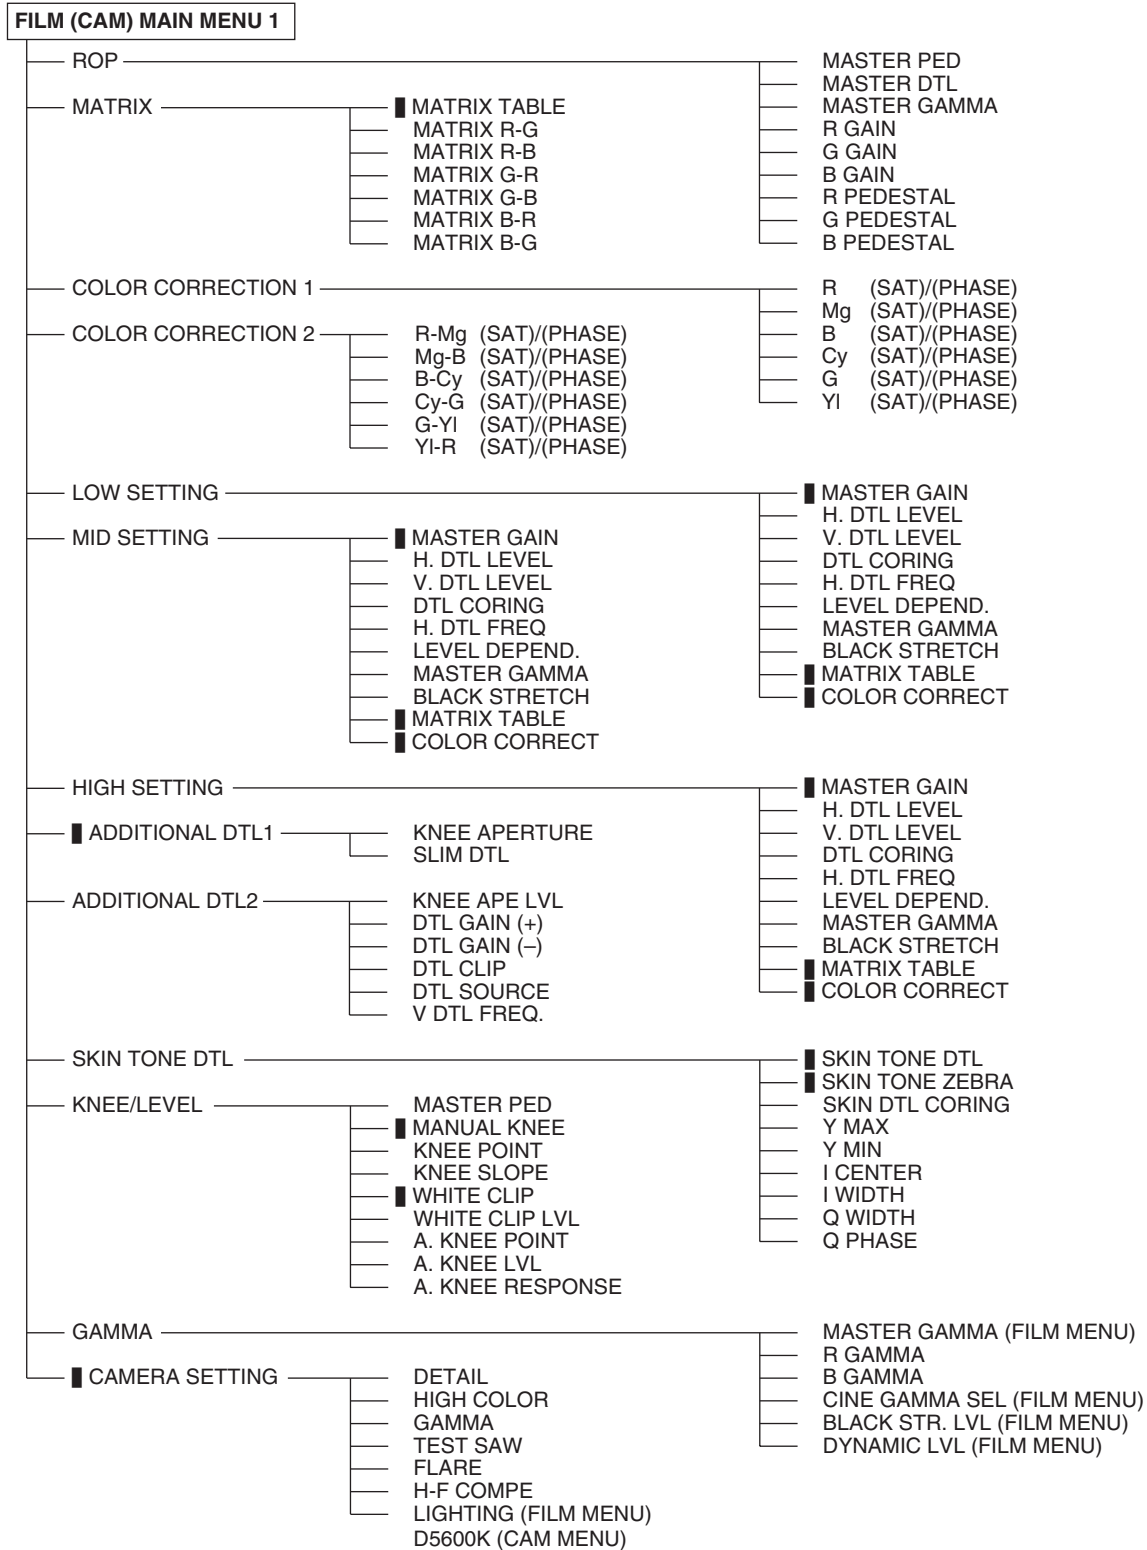 FILM (CAM) MAIN MENU 1
ROP
MASTER PED
MASTER DTL
MASTER GAMMA
R GAIN
G GAIN
B GAIN
R PEDESTAL
G PEDESTAL
B PEDESTAL
MATRIX
MATRIX TABLE
MATRIX R-G
MATRIX R-B
MATRIX G-R
MATRIX G-B
MATRIX B-R
MATRIX B-G
COLOR CORRECTION 1
R (SAT)/(PHASE)
Mg (SAT)/(PHASE)
B (SAT)/(PHASE)
Cy (SAT)/(PHASE)
G (SAT)/(PHASE)
Yl (SAT)/(PHASE)
COLOR CORRECTION 2
R-Mg (SAT)/(PHASE)
Mg-B (SAT)/(PHASE)
B-Cy (SAT)/(PHASE)
Cy-G (SAT)/(PHASE)
G-Yl (SAT)/(PHASE)
Yl-R (SAT)/(PHASE)
LOW SETTING
MASTER GAIN
H. DTL LEVEL
V. DTL LEVEL
DTL CORING
H. DTL FREQ
LEVEL DEPEND.
MASTER GAMMA
BLACK STRETCH
MATRIX TABLE
COLOR CORRECT
MID SETTING
MASTER GAIN
H. DTL LEVEL
V. DTL LEVEL
DTL CORING
H. DTL FREQ
LEVEL DEPEND.
MASTER GAMMA
BLACK STRETCH
MATRIX TABLE
COLOR CORRECT
HIGH SETTING
MASTER GAIN
H. DTL LEVEL
V. DTL LEVEL
DTL CORING
H. DTL FREQ
LEVEL DEPEND.
MASTER GAMMA
BLACK STRETCH
MATRIX TABLE
COLOR CORRECT
ADDITIONAL DTL1
KNEE APERTURE
SLIM DTL
ADDITIONAL DTL2
KNEE APE LVL
DTL GAIN (+)
DTL GAIN (–)
DTL CLIP
DTL SOURCE
V DTL FREQ.
SKIN TONE DTL
SKIN TONE DTL
SKIN TONE ZEBRA
SKIN DTL CORING
Y MAX
Y MIN
I CENTER
I WIDTH
Q WIDTH
Q PHASE
KNEE/LEVEL
MASTER PED
MANUAL KNEE
KNEE POINT
KNEE SLOPE
WHITE CLIP
WHITE CLIP LVL
A. KNEE POINT
A. KNEE LVL
A. KNEE RESPONSE
GAMMA
MASTER GAMMA (FILM MENU)
R GAMMA
B GAMMA
CINE GAMMA SEL (FILM MENU)
BLACK STR. LVL (FILM MENU)
DYNAMIC LVL (FILM MENU)
CAMERA SETTING
DETAIL
HIGH COLOR
GAMMA
TEST SAW
FLARE
H-F COMPE
LIGHTING (FILM MENU)
D5600K (CAM MENU)